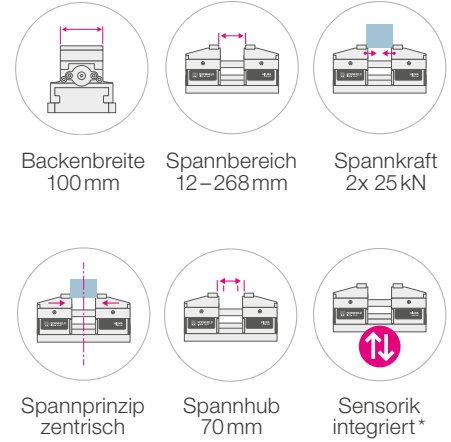 Backenbreite
100 mm
Spannbereich
12–268 mm
Spannkraft
2x 25 kN
Spannprinzip
zentrisch
Spannhub
70 mm
Sensorik
integriert*